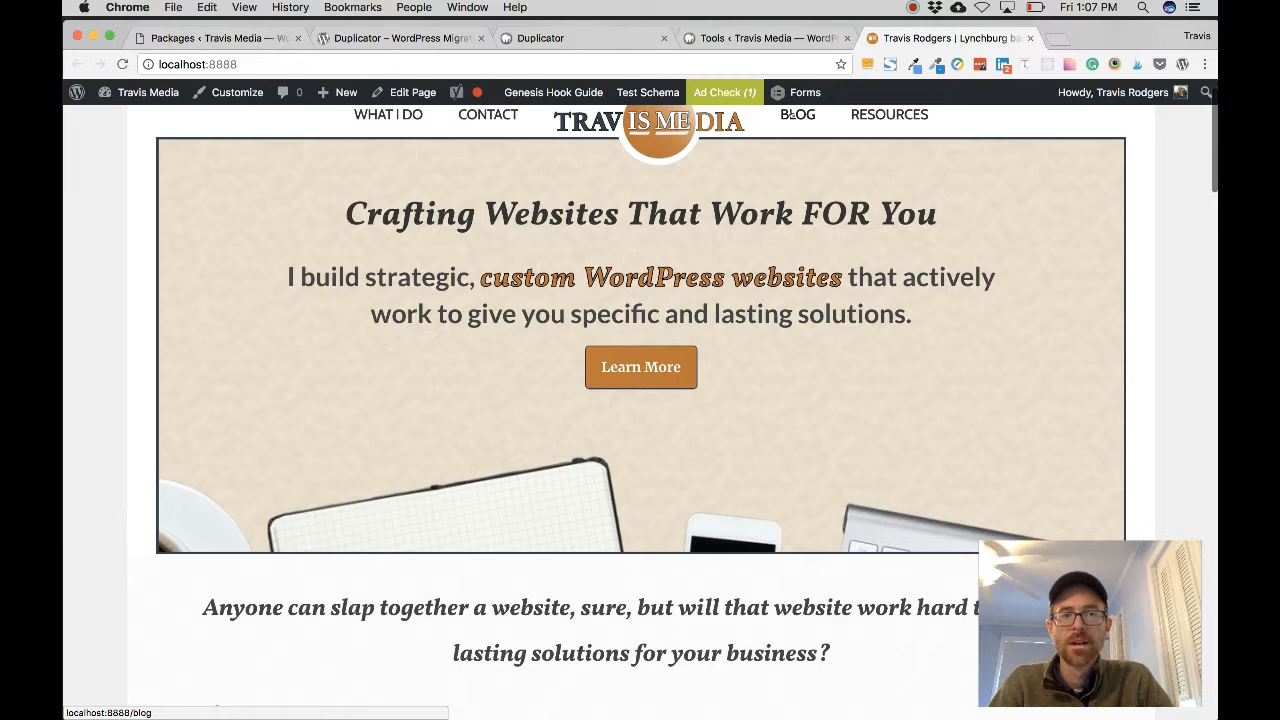 Chrome File Edit View History Bookmarks People Window Help Fri 1:07 PM
Packages ‹ Travis Media — Wo
Duplicator – WordPress Migrat
Duplicator
Tools ‹ Travis Media — WordPr
Travis Rodgers | Lynchburg ba
Travis
localhost:8888
Travis Media Customize 0 New Edit Page Genesis Hook Guide Test Schema Ad Check (1) Forms Howdy, Travis Rodgers
WHAT I DO CONTACT TRAVIS MEDIA BLOG RESOURCES
Crafting Websites That Work FOR You
I build strategic, custom WordPress websites that actively
work to give you specific and lasting solutions.
Learn More
Anyone can slap together a website, sure, but will that website work hard t
lasting solutions for your business?
localhost:8888/blog